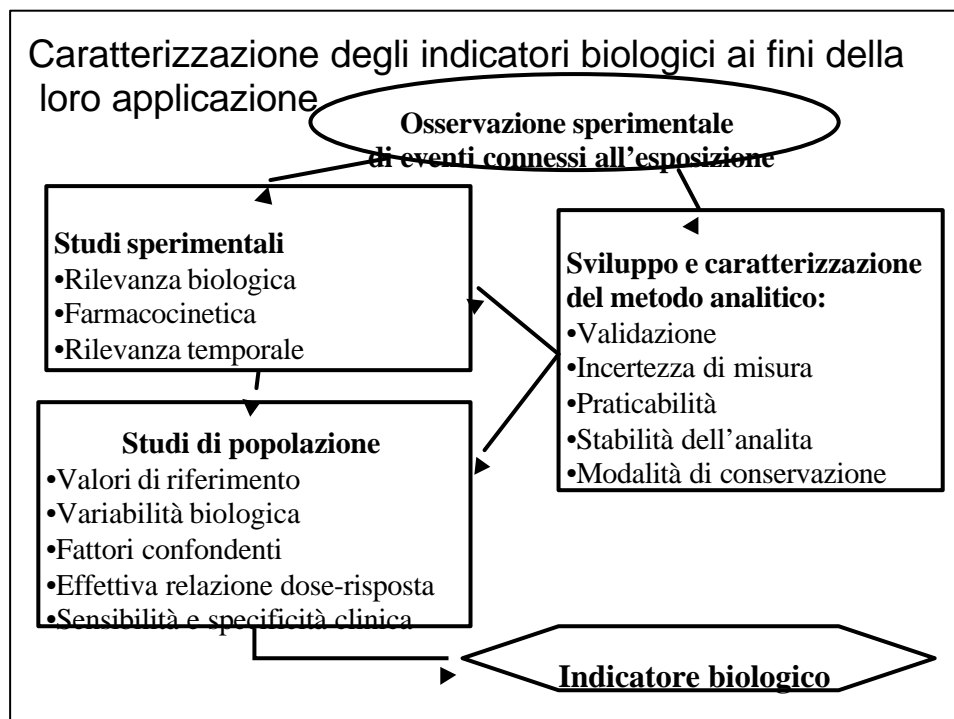 Caratterizzazione degli indicatori biologici ai fini della
loro applicazione
Osservazione sperimentale
di eventi connessi all'esposizione
Studi sperimentali
•Rilevanza biologica
•Farmacocinetica
•Rilevanza temporale
Sviluppo e caratterizzazione
del metodo analitico:
•Validazione
•Incertezza di misura
•Praticabilità
•Stabilità dell'analita
•Modalità di conservazione
Studi di popolazione
•Valori di riferimento
•Variabilità biologica
•Fattori confondenti
•Effettiva relazione dose-risposta
•Sensibilità e specificità clinica
Indicatore biologico